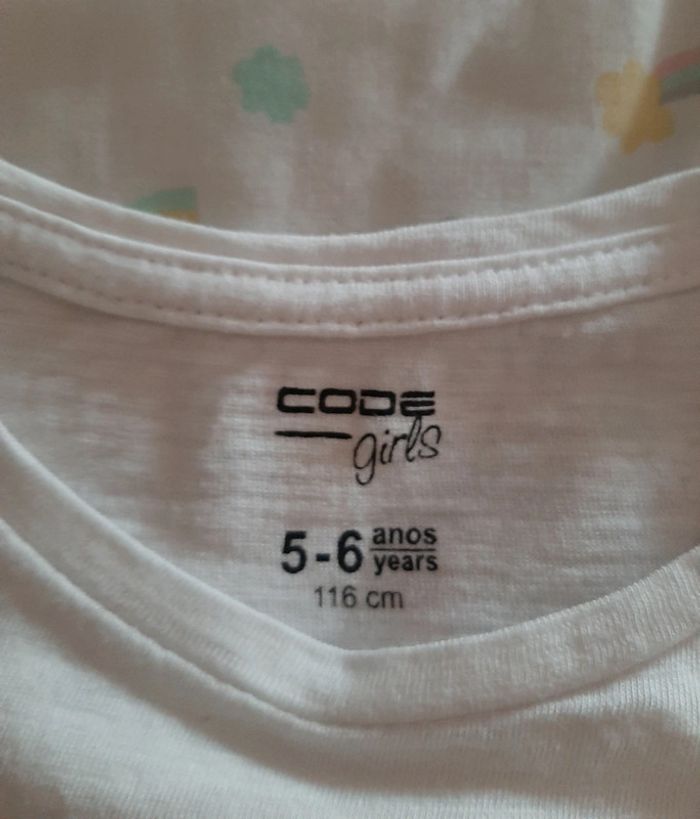 CODE
girls
5-6 anos
years
116 cm